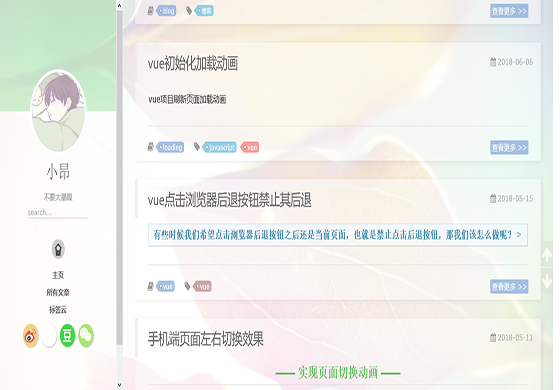 小昂
不要太暴躁
search...
主页
所有文章
标签云
豆
blog
博客
查看更多 >>
vue初始化加载动画
2018-06-06
vue项目刷新页面加载动画
loading
Javascript
vue
查看更多 >>
vue点击浏览器后退按钮禁止其后退
2018-05-15
有些时候我们希望点击浏览器后退按钮之后还是当前页面，也就是禁止点击后退按钮，那我们该怎么做呢？ >
vue
vue
查看更多 >>
手机端页面左右切换效果
2018-05-11
实现页面切换动画